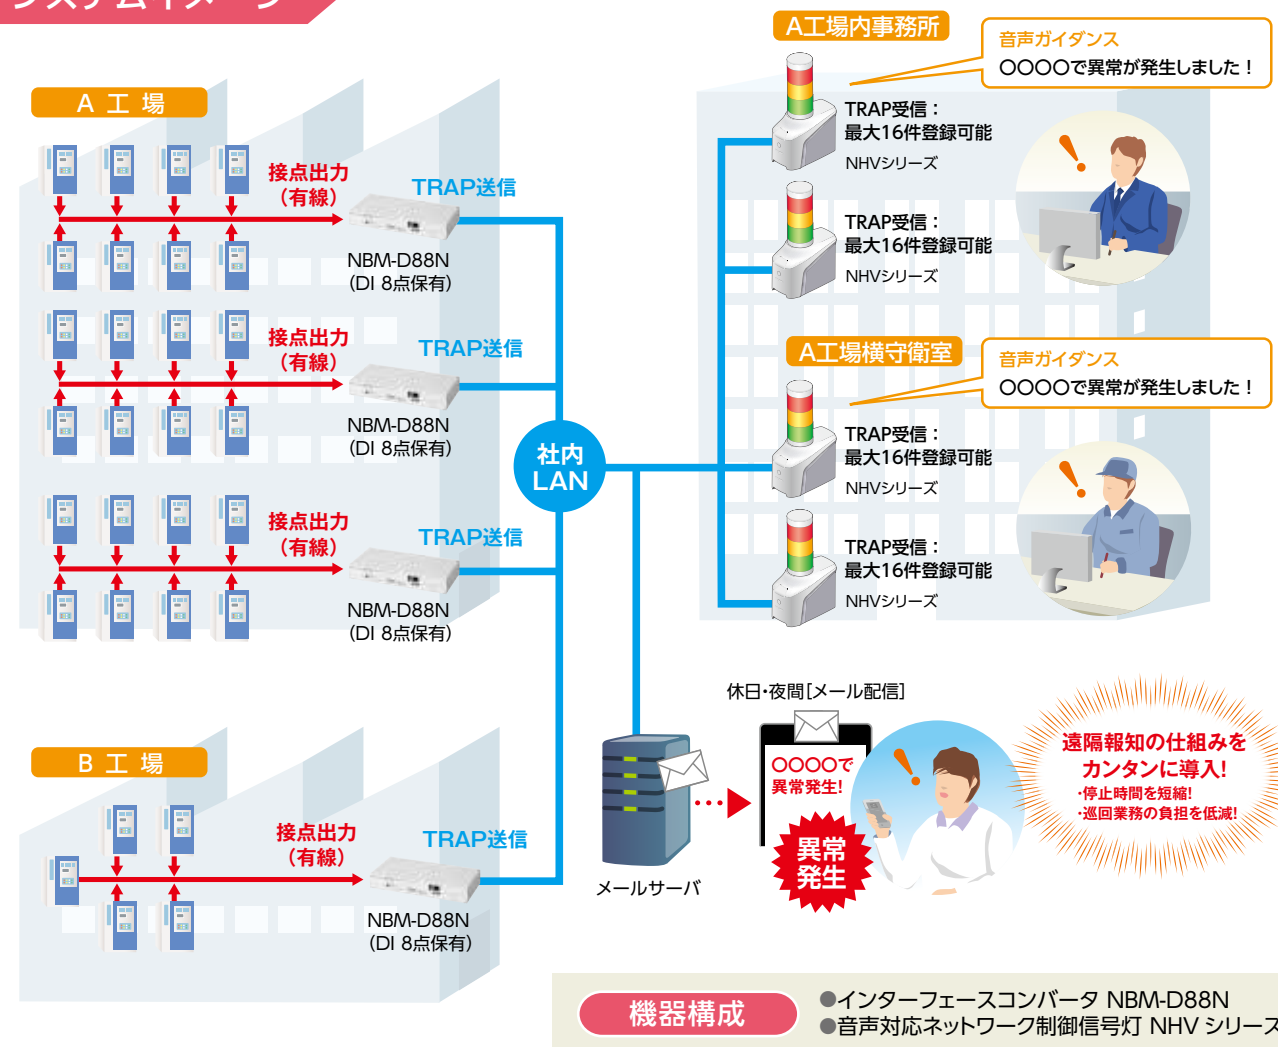 システムイメージ
A 工 場
接点出力
(有線)
TRAP送信
NBM-D88N
(DI 8点保有)
接点出力
(有線)
TRAP送信
NBM-D88N
(DI 8点保有)
接点出力
(有線)
TRAP送信
NBM-D88N
(DI 8点保有)
B 工 場
接点出力
(有線)
TRAP送信
NBM-D88N
(DI 8点保有)
社内
LAN
A工場内事務所
音声ガイダンス
〇〇〇〇で異常が発生しました！
TRAP受信：
最大16件登録可能
NHVシリーズ
TRAP受信：
最大16件登録可能
NHVシリーズ
A工場横守衛室
音声ガイダンス
〇〇〇〇で異常が発生しました！
TRAP受信：
最大16件登録可能
NHVシリーズ
TRAP受信：
最大16件登録可能
NHVシリーズ
メールサーバ
休日・夜間[メール配信]
〇〇〇〇で
異常発生!
異常
発生
遠隔報知の仕組みを
カンタンに導入!
・停止時間を短縮!
・巡回業務の負担を低減!
機器構成
●インターフェースコンバータ NBM-D88N
●音声対応ネットワーク制御信号灯 NHV シリーズ